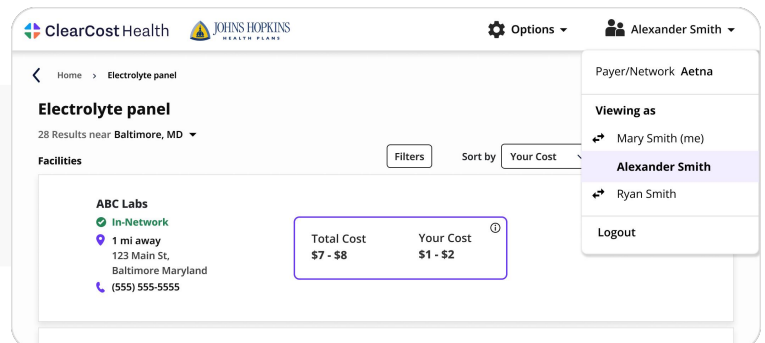 ClearCost Health
JOHNS HOPKINS
HEALTH PLANS
Options
Alexander Smith
Home > Electrolyte panel
Electrolyte panel
28 Results near Baltimore, MD
Facilities
Filters
Sort by
Your Cost
Payer/Network Aetna
Viewing as
Mary Smith (me)
Alexander Smith
Ryan Smith
Logout
ABC Labs
In-Network
1 mi away
123 Main St,
Baltimore Maryland
(555) 555-5555
Total Cost
$7 - $8
Your Cost
$1 - $2